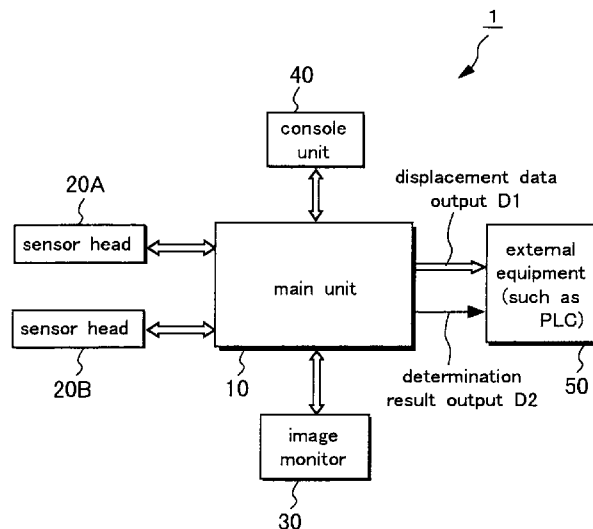 1
40
console
unit
20A
displacement data
output D1
sensor head
main unit
external
equipment
(such as
PLC)
sensor head
20B
10
determination
result output D2
50
image
monitor
30